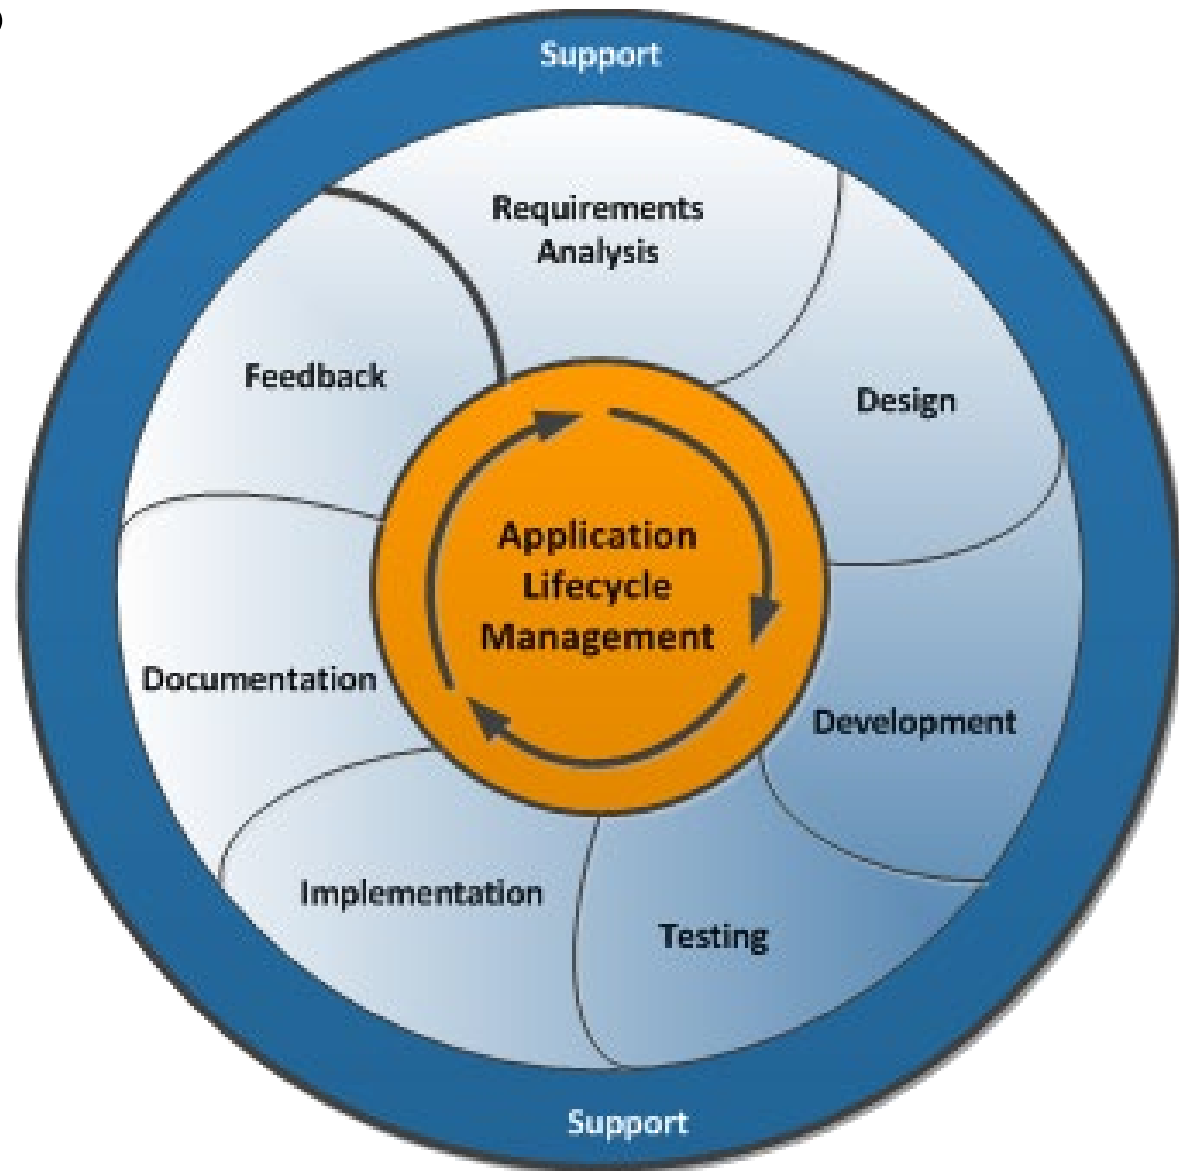 Support
Requirements
Analysis
Design
Feedback
Application
Lifecycle
Management
Documentation
Development
Implementation
Testing
Support